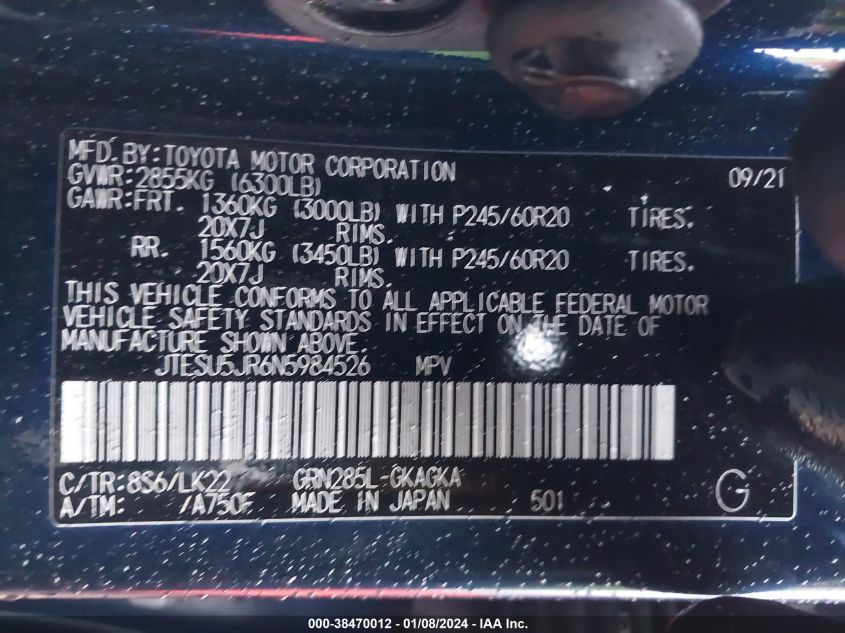 MFD. BY: TOYOTA MOTOR CORPORATION 09/21
GVWR: 2855KG (6300LB)
GAWR: FRT. 1360KG (3000LB) WITH P245/60R20 TIRES.
20X7J RIMS.
RR. 1560KG (3450LB) WITH P245/60R20 TIRES.
20X7J RIMS.
THIS VEHICLE CONFORMS TO ALL APPLICABLE FEDERAL MOTOR
VEHICLE SAFETY STANDARDS IN EFFECT ON THE DATE OF
MANUFACTURE SHOWN ABOVE.
JTESU5JR6N5984526 MPV
C/TR: 8S6/LK22 GRN285L-GKAGKA
A/TM: /A750F MADE IN JAPAN 501 G
000-38470012 - 01/08/2024 - IAA Inc.